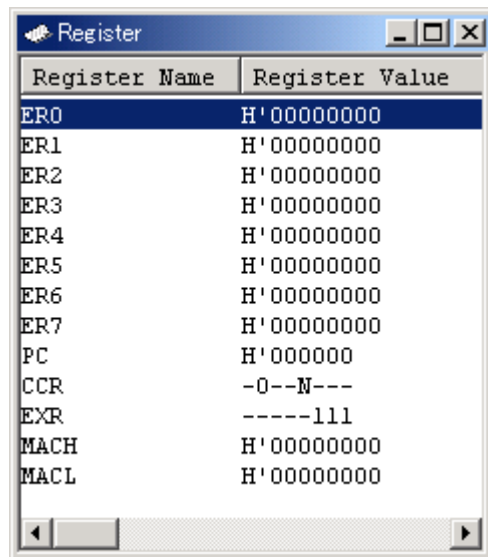 Register
Register Name Register Value
ER0 H'00000000
ER1 H'00000000
ER2 H'00000000
ER3 H'00000000
ER4 H'00000000
ER5 H'00000000
ER6 H'00000000
ER7 H'00000000
PC H'000000
CCR -0--N---
EXR -----111
MACH H'00000000
MACL H'00000000